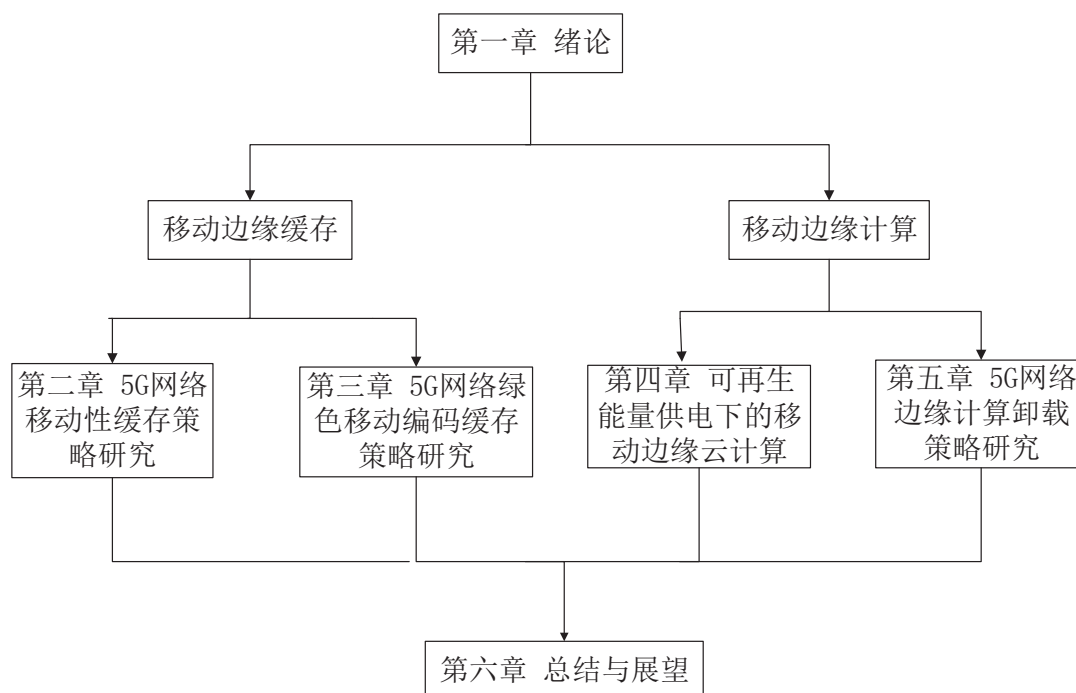 第一章 绪论
移动边缘缓存
移动边缘计算
第二章 5G网络
移动性缓存策
略研究
第三章 5G网络绿
色移动编码缓存
策略研究
第四章 可再生
能量供电下的移
动边缘云计算
第五章 5G网络
边缘计算卸载
策略研究
第六章 总结与展望